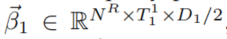 $\vec{\beta}_1 \in \mathbb{R}^{N^R \times T_1^1 \times D_1/2}$,